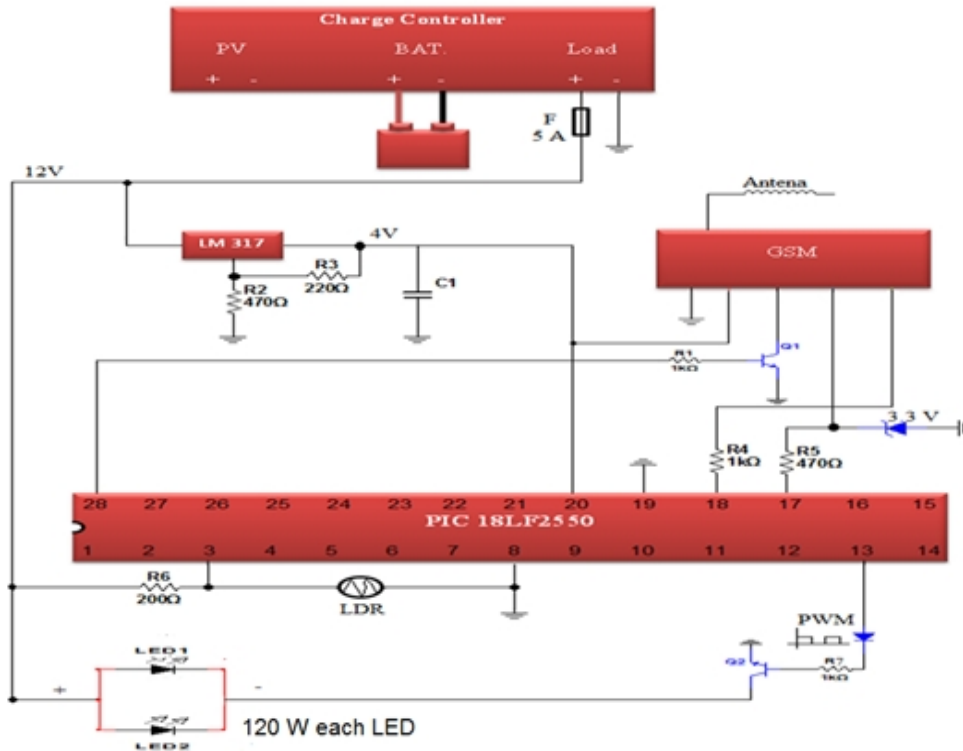 Charge Controller
PV BAT. Load
+ - + - + -
F
5 A
12V
Antena
LM 317
4V
GSM
R3
220Ω
R2
470Ω
C1
Q1
R1
1kΩ
3 3 V
R4
1kΩ
R5
470Ω
28 27 26 25 24 23 22 21 20 19 18 17 16 15
PIC 18LF2550
1 2 3 4 5 6 7 8 9 10 11 12 13 14
R6
200Ω
LDR
PWM
LED1
Q2
R7
1kΩ
+ -
120 W each LED
LED2